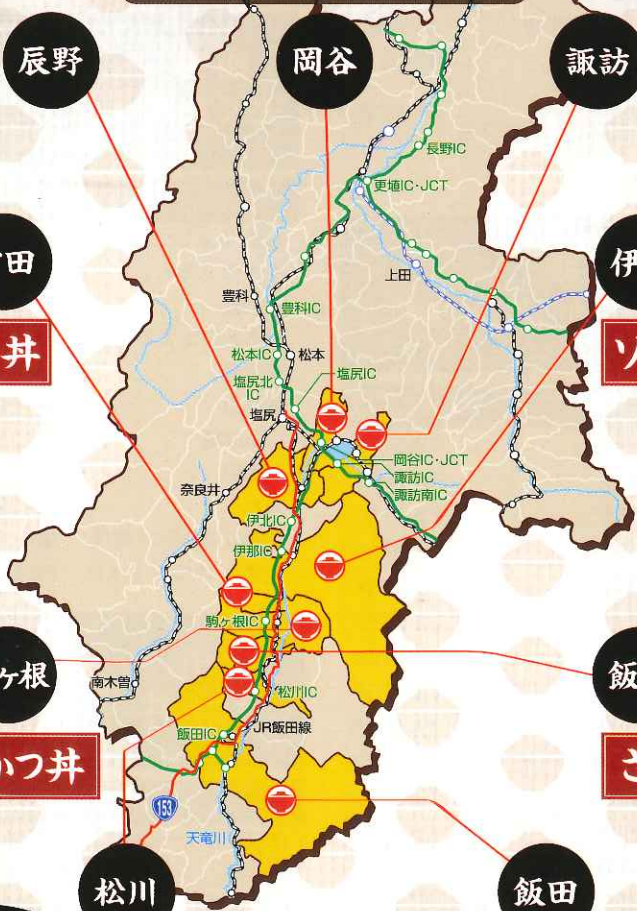 辰野
岡谷
諏訪
長野IC
更埴IC・JCT
田
伊
上田
豊科
豊科IC
丼
ソ
松本IC
松本
塩尻北
IC
塩尻IC
塩尻
岡谷IC・JCT
諏訪IC
諏訪南IC
奈良井
伊北IC
伊那IC
駒ヶ根IC
ヶ根
南木曽
飯
松川IC
飯田IC
JR飯田線
かつ丼
さ
153
天竜川
松川
飯田